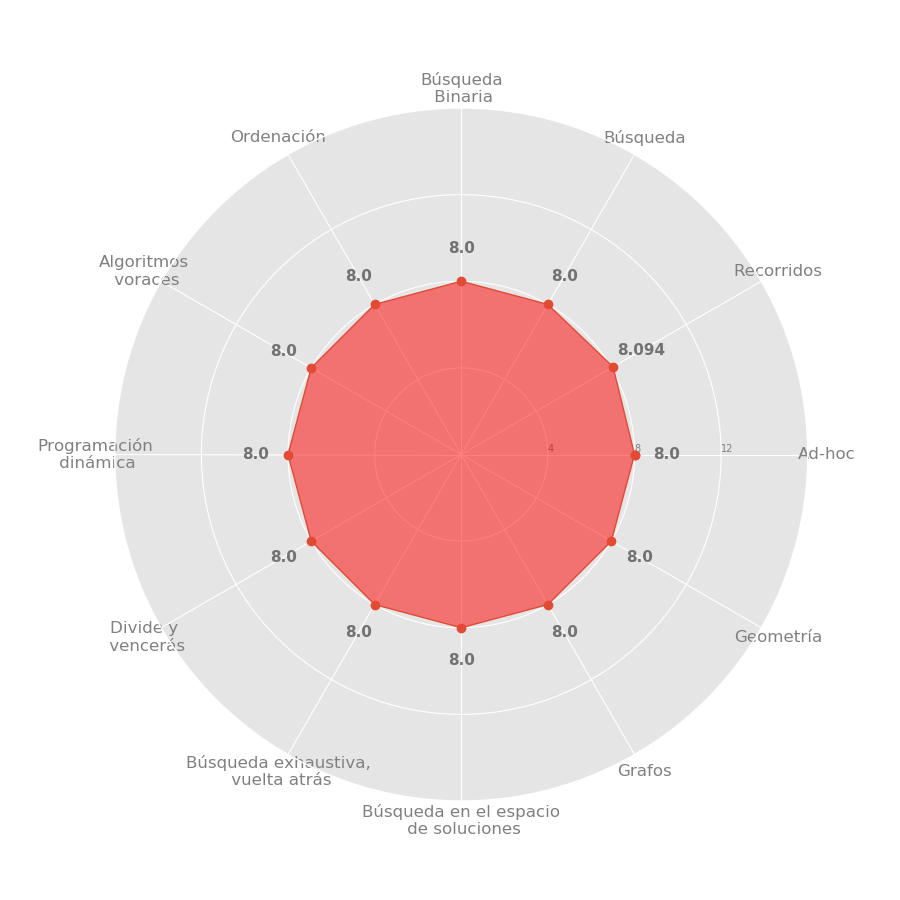 Búsqueda
Binaria
Ordenación
Búsqueda
8.0
Algoritmos
voraces
8.0
8.0
Recorridos
8.0
8.094
Programación
dinámica
8.0
4
8
12
8.0
Ad-hoc
8.0
8.0
Divide y
vencerás
8.0
8.0
Geometría
8.0
Búsqueda exhaustiva,
vuelta atrás
Grafos
Búsqueda en el espacio
de soluciones